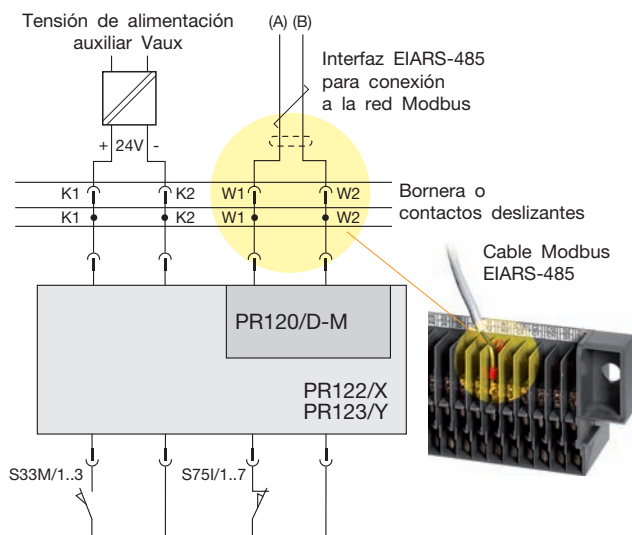 Tensión de alimentación
auxiliar Vaux
(A) (B)
Interfaz EIARS-485
para conexión
a la red Modbus
+ 24V -
K1 K2 W1 W2
Bornera o
contactos deslizantes
K1 K2 W1 W2
Cable Modbus
EIARS-485
PR120/D-M
PR122/X
PR123/Y
S33M/1..3
S75I/1..7